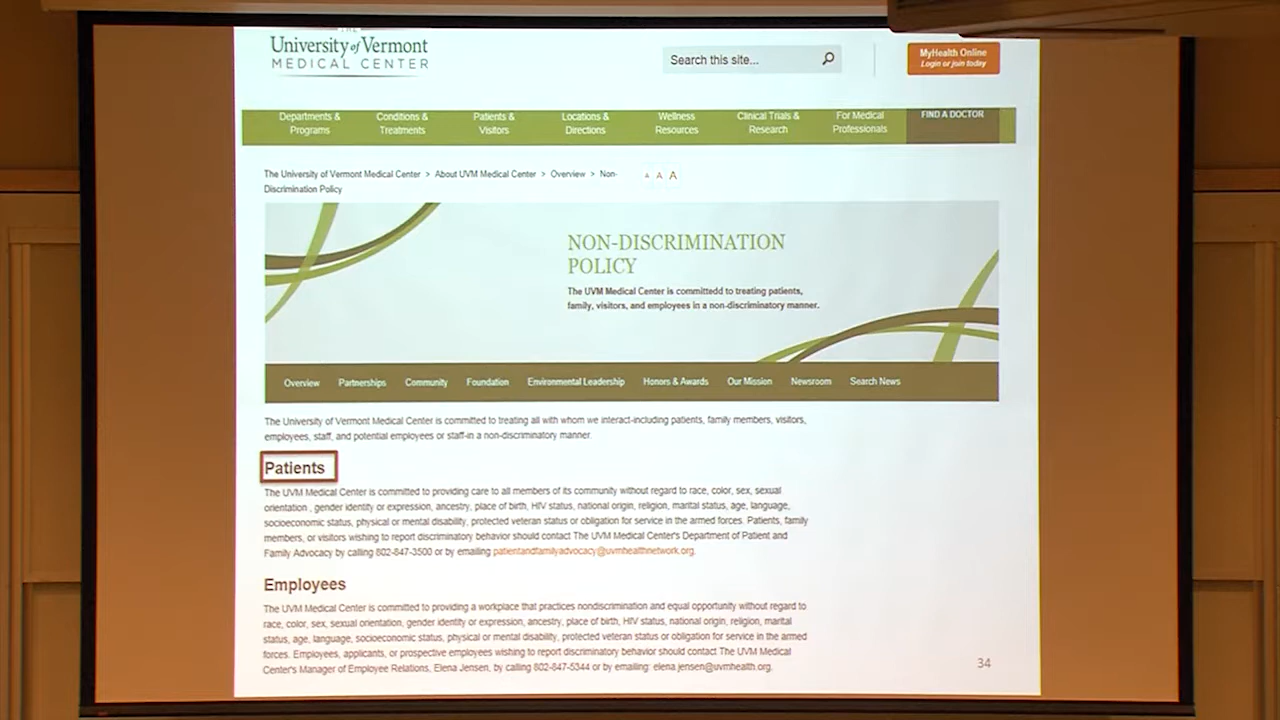 THE
University of Vermont
MEDICAL CENTER
Search this site...
MyHealth Online
Login or join today
Departments &
Programs
Conditions &
Treatments
Patients &
Visitors
Locations &
Directions
Wellness
Resources
Clinical Trials &
Research
For Medical
Professionals
FIND A DOCTOR
The University of Vermont Medical Center > About UVM Medical Center > Overview > Non-
Discrimination Policy
A A A
NON-DISCRIMINATION
POLICY
The UVM Medical Center is committedd to treating patients,
family, visitors, and employees in a non-discriminatory manner.
Overview Partnerships Community Foundation Environmental Leadership Honors & Awards Our Mission Newsroom Search News
The University of Vermont Medical Center is committed to treating all with whom we interact-including patients, family members, visitors,
employees, staff, and potential employees or staff-in a non-discriminatory manner.
Patients
The UVM Medical Center is committed to providing care to all members of its community without regard to race, color, sex, sexual
orientation , gender identity or expression, ancestry, place of birth, HIV status, national origin, religion, marital status, age, language,
socioeconomic status, physical or mental disability, protected veteran status or obligation for service in the armed forces. Patients, family
members, or visitors wishing to report discriminatory behavior should contact The UVM Medical Center's Department of Patient and
Family Advocacy by calling 802-847-3500 or by emailing patientandfamilyadvocacy@uvmhealthnetwork.org.
Employees
The UVM Medical Center is committed to providing a workplace that practices nondiscrimination and equal opportunity without regard to
race, color, sex, sexual orientation, gender identity or expression, ancestry, place of birth, HIV status, national origin, religion, marital
status, age, language, socioeconomic status, physical or mental disability, protected veteran status or obligation for service in the armed
forces. Employees, applicants, or prospective employees wishing to report discriminatory behavior should contact The UVM Medical
Center's Manager of Employee Relations, Elena Jensen, by calling 802-847-5344 or by emailing: elena.jensen@uvmhealth.org.
34